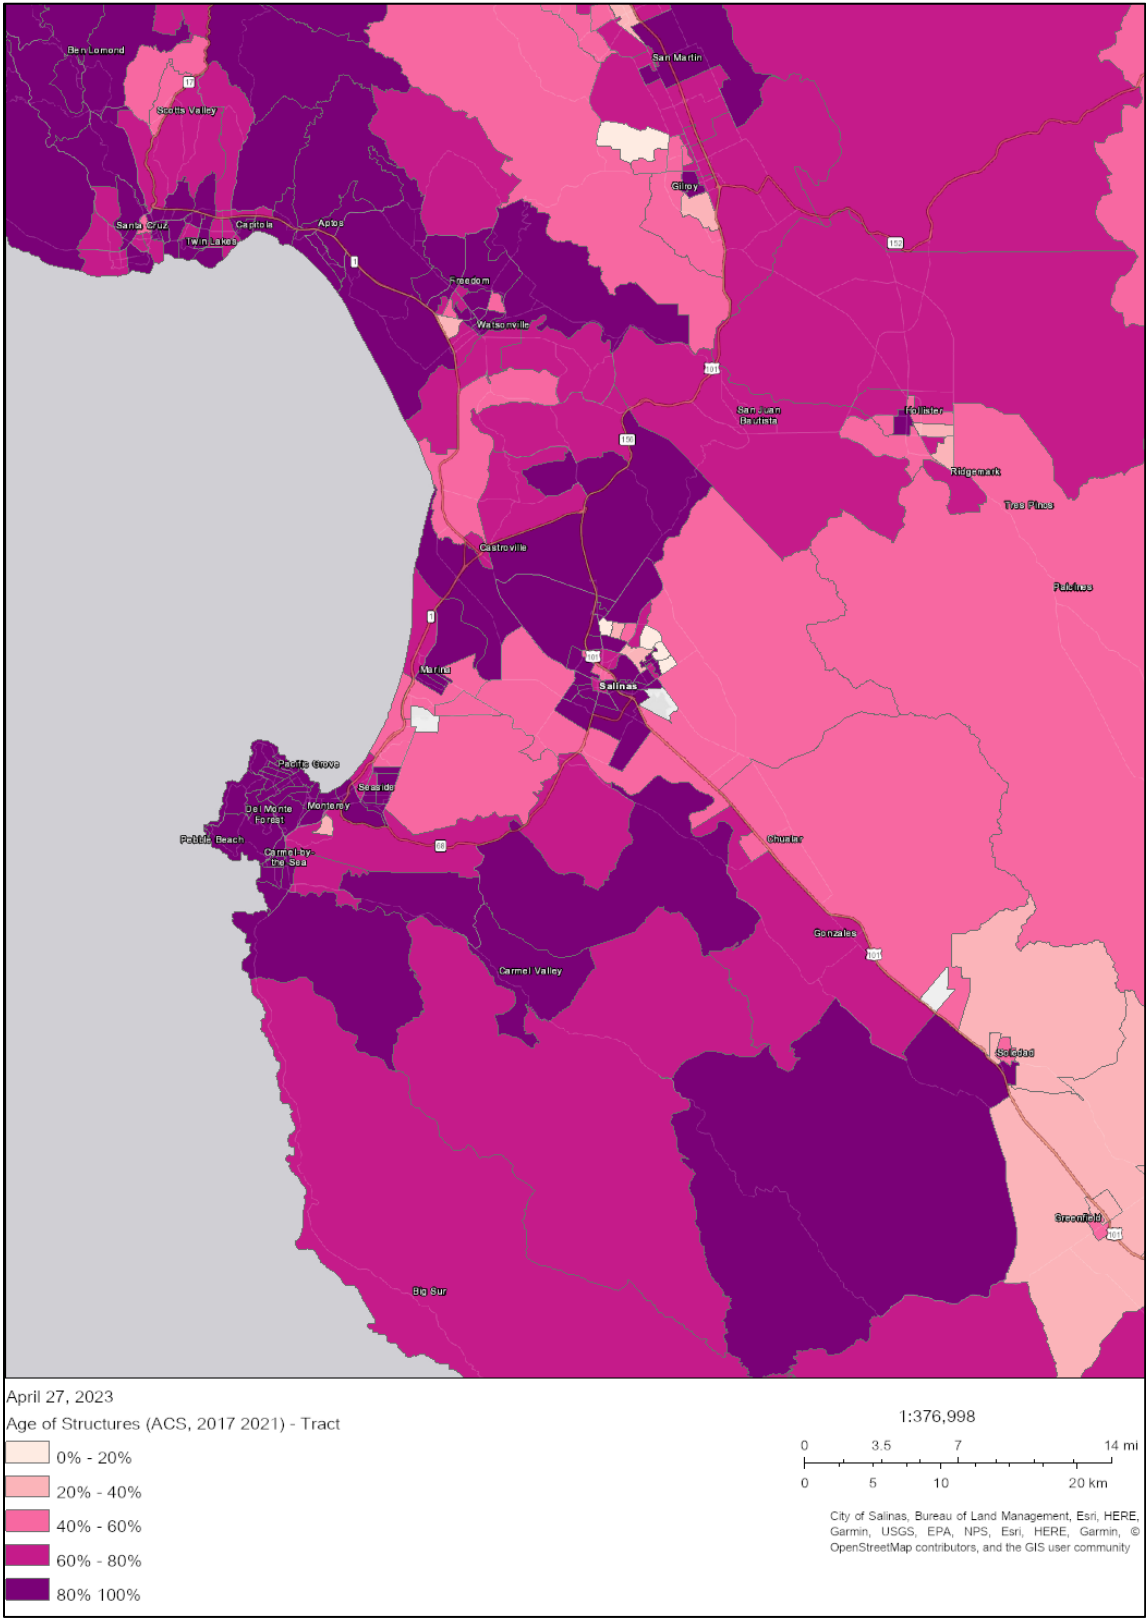 Ben Lomond
San Martin
17
Scotts Valley
Gilroy
Santa Cruz
Capitola
Aptos
Twin Lakes
152
1
Freedom
Watsonville
101
San Juan
Bautista
Hollister
156
Ridgemark
Tres Pinos
Castroville
Paicines
1
101
Marina
Salinas
Pacific Grove
Seaside
Del Monte
Forest
Monterey
Pebble Beach
68
Chualar
Carmel-by-
the Sea
Gonzales
101
Carmel Valley
Soledad
Greenfield
101
Big Sur
April 27, 2023
Age of Structures (ACS, 2017 2021) - Tract
0% - 20%
20% - 40%
40% - 60%
60% - 80%
80% 100%
1:376,998
0 3.5 7 14 mi
0 5 10 20 km
City of Salinas, Bureau of Land Management, Esri, HERE,
Garmin, USGS, EPA, NPS, Esri, HERE, Garmin, ©
OpenStreetMap contributors, and the GIS user community